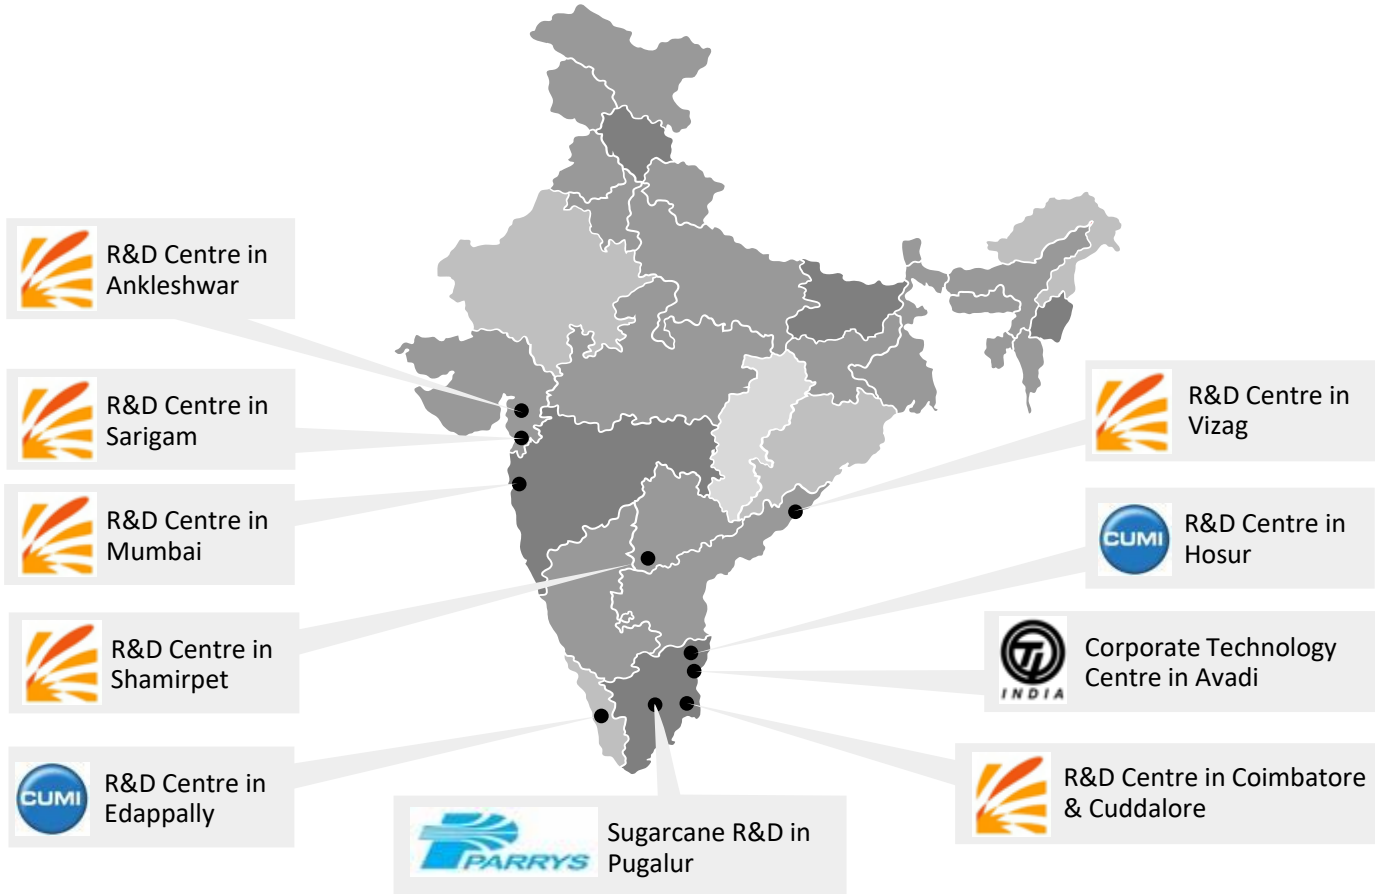 R&D Centre in
Ankleshwar
R&D Centre in
Sarigam
R&D Centre in
Mumbai
R&D Centre in
Shamirpet
CUMI
R&D Centre in
Edappally
PARRYS
Sugarcane R&D in
Pugalur
R&D Centre in
Vizag
CUMI
R&D Centre in
Hosur
TI
INDIA
Corporate Technology
Centre in Avadi
R&D Centre in Coimbatore
& Cuddalore